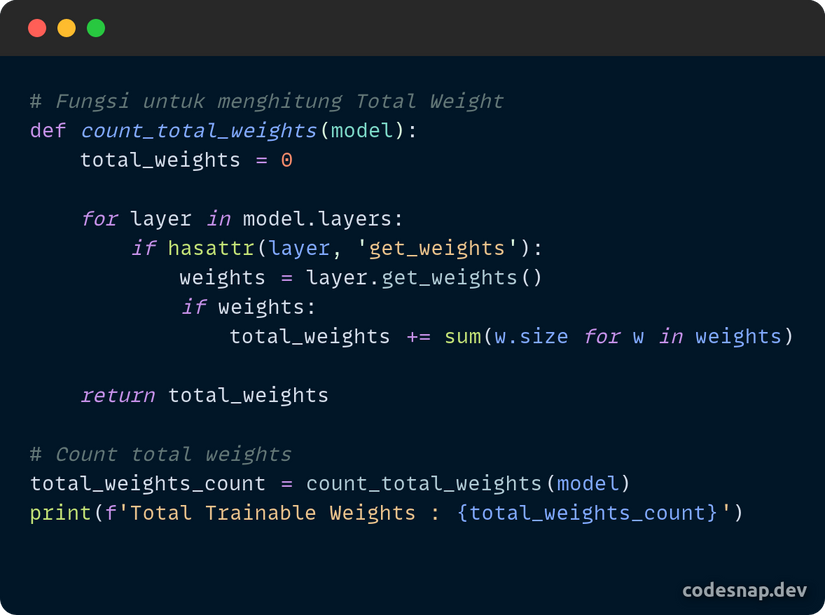 # Fungsi untuk menghitung Total Weight
def count_total_weights(model):
    total_weights = 0

    for layer in model.layers:
        if hasattr(layer, 'get_weights'):
            weights = layer.get_weights()
            if weights:
                total_weights += sum(w.size for w in weights)

    return total_weights

# Count total weights
total_weights_count = count_total_weights(model)
print(f'Total Trainable Weights : {total_weights_count}')
codesnap.dev